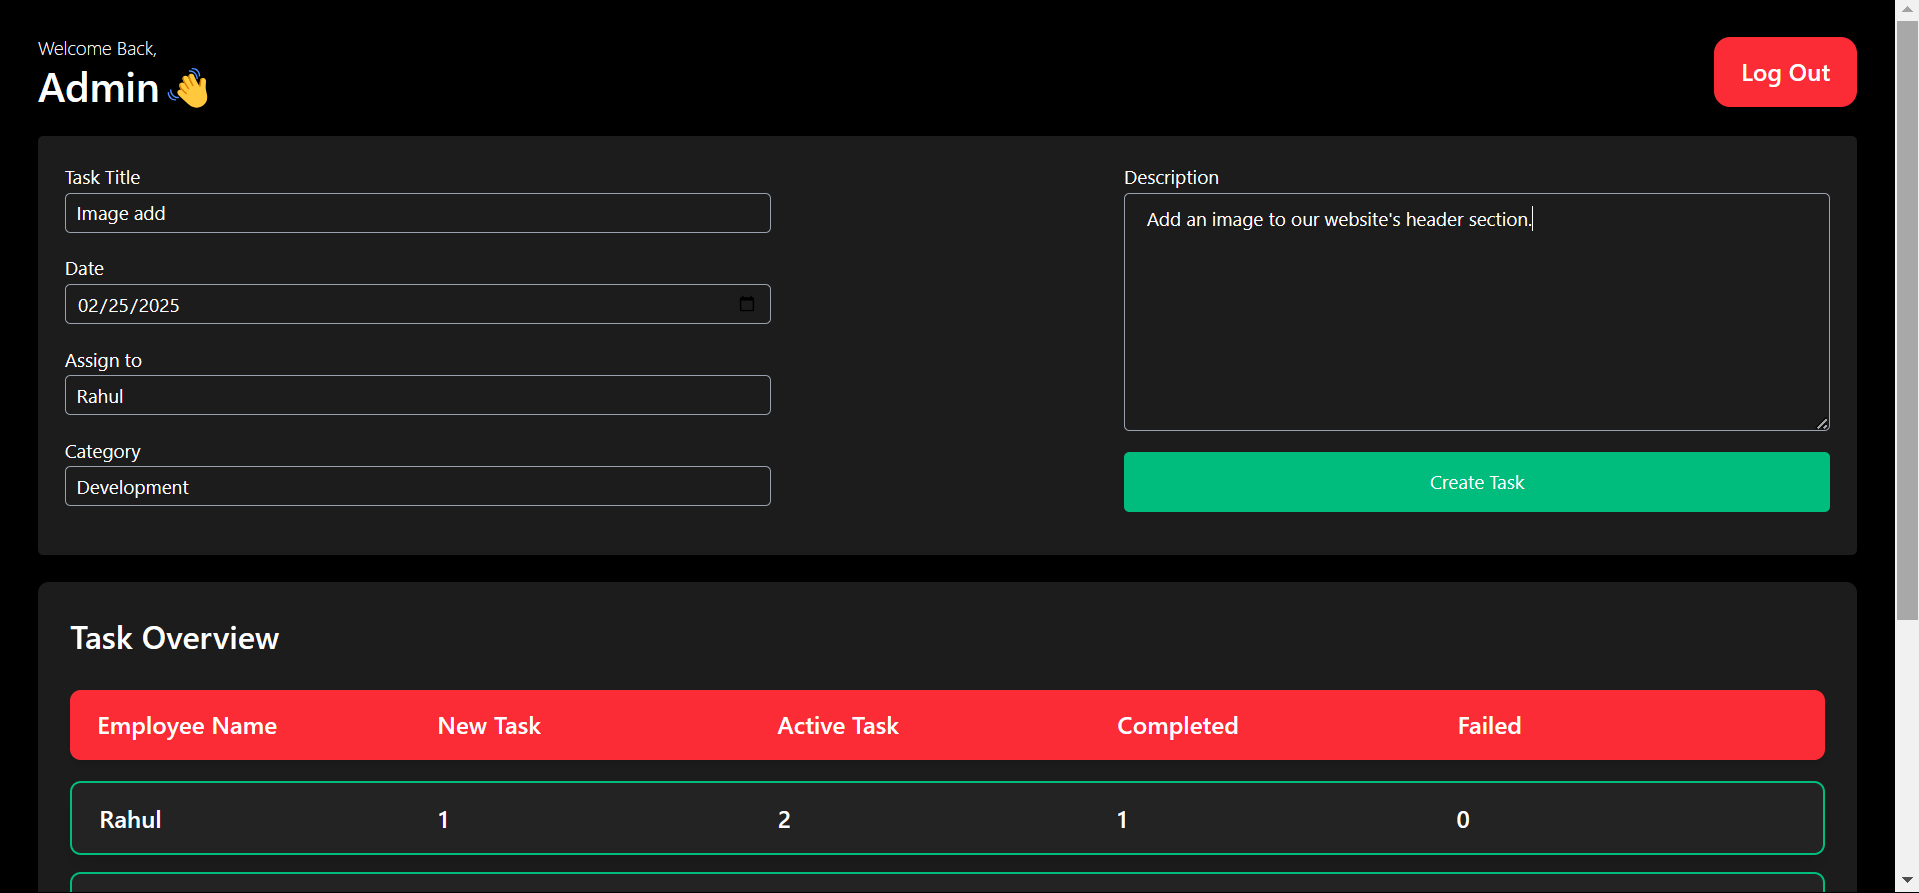 Welcome Back,
Admin 👋
Log Out
Task Title
Image add
Date
02/25/2025
Assign to
Rahul
Category
Development
Description
Add an image to our website's header section.
Create Task
Task Overview
Employee Name New Task Active Task Completed Failed
Rahul 1 2 1 0